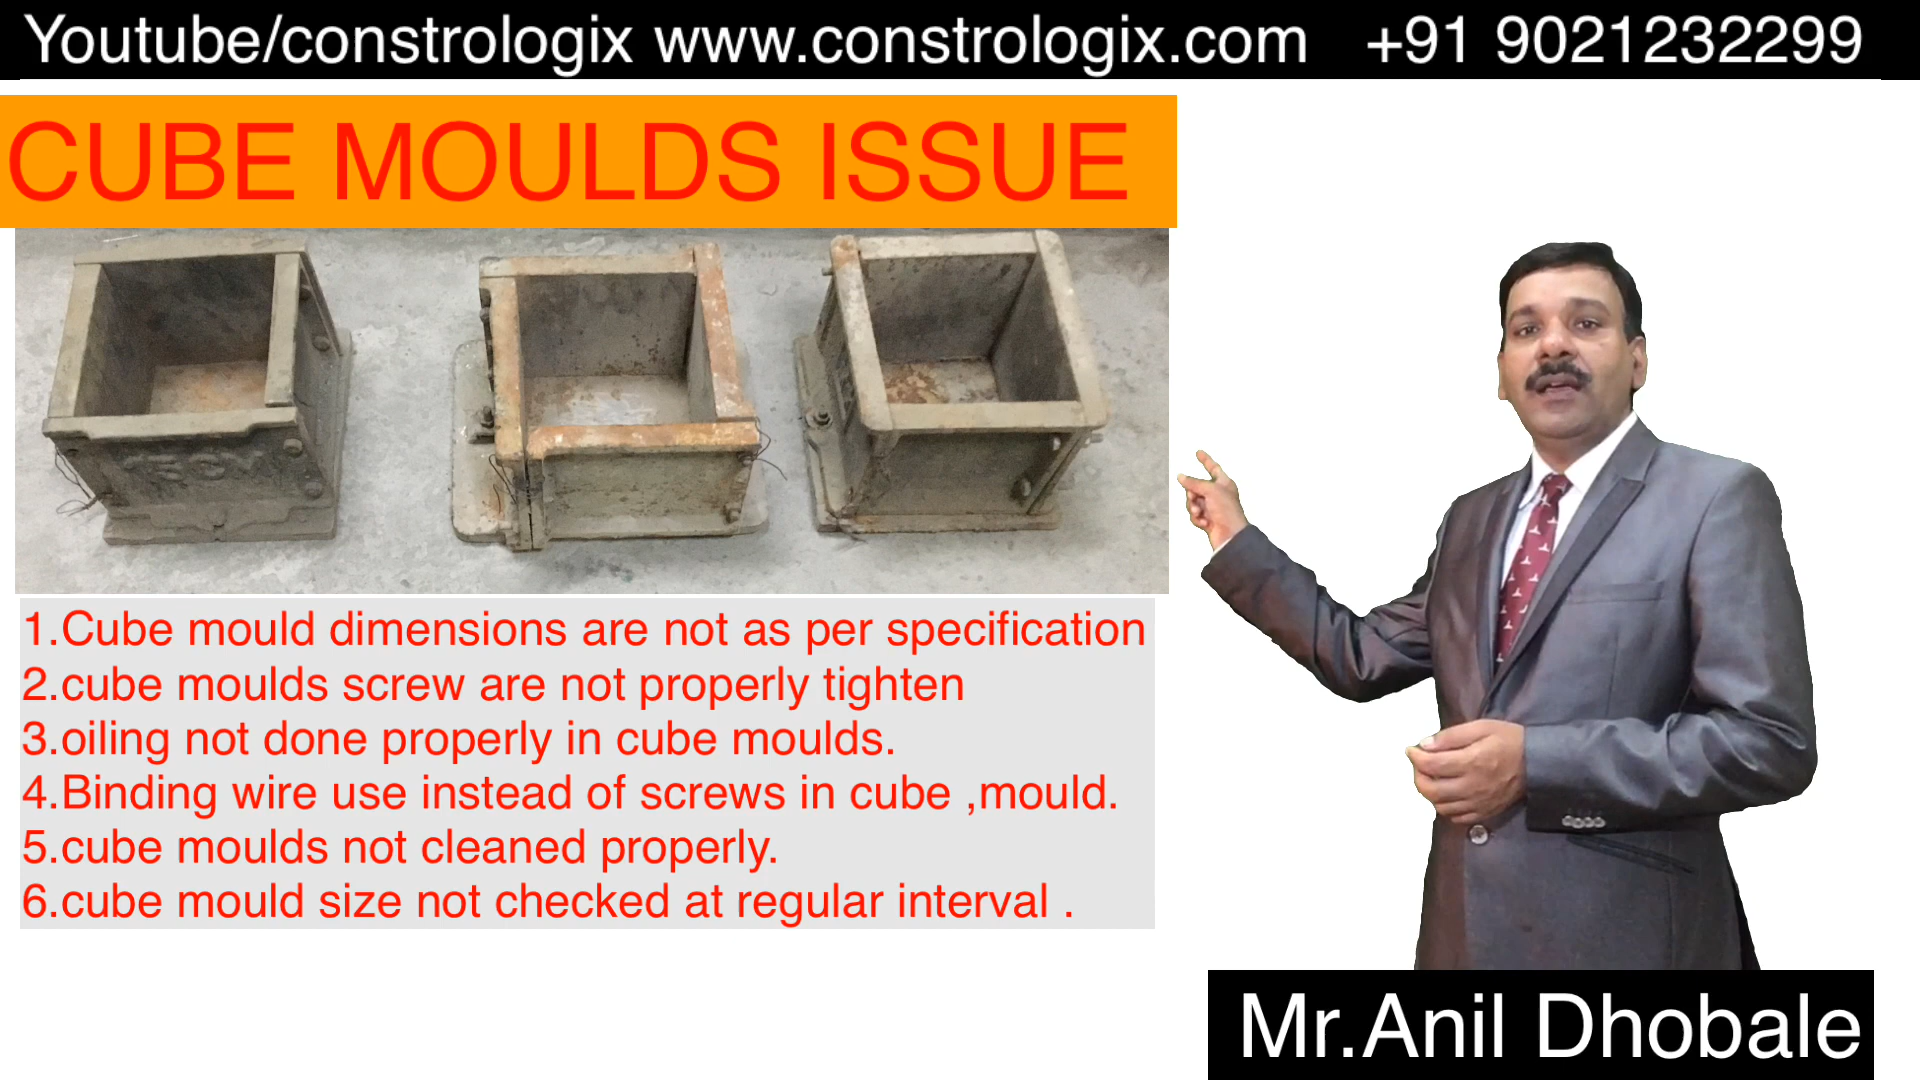 Youtube/constrologix www.constrologix.com +91 9021232299
CUBE MOULDS ISSUE
1.Cube mould dimensions are not as per specification
2.cube moulds screw are not properly tighten
3.oiling not done properly in cube moulds.
4.Binding wire use instead of screws in cube ,mould.
5.cube moulds not cleaned properly.
6.cube mould size not checked at regular interval .
Mr.Anil Dhobale